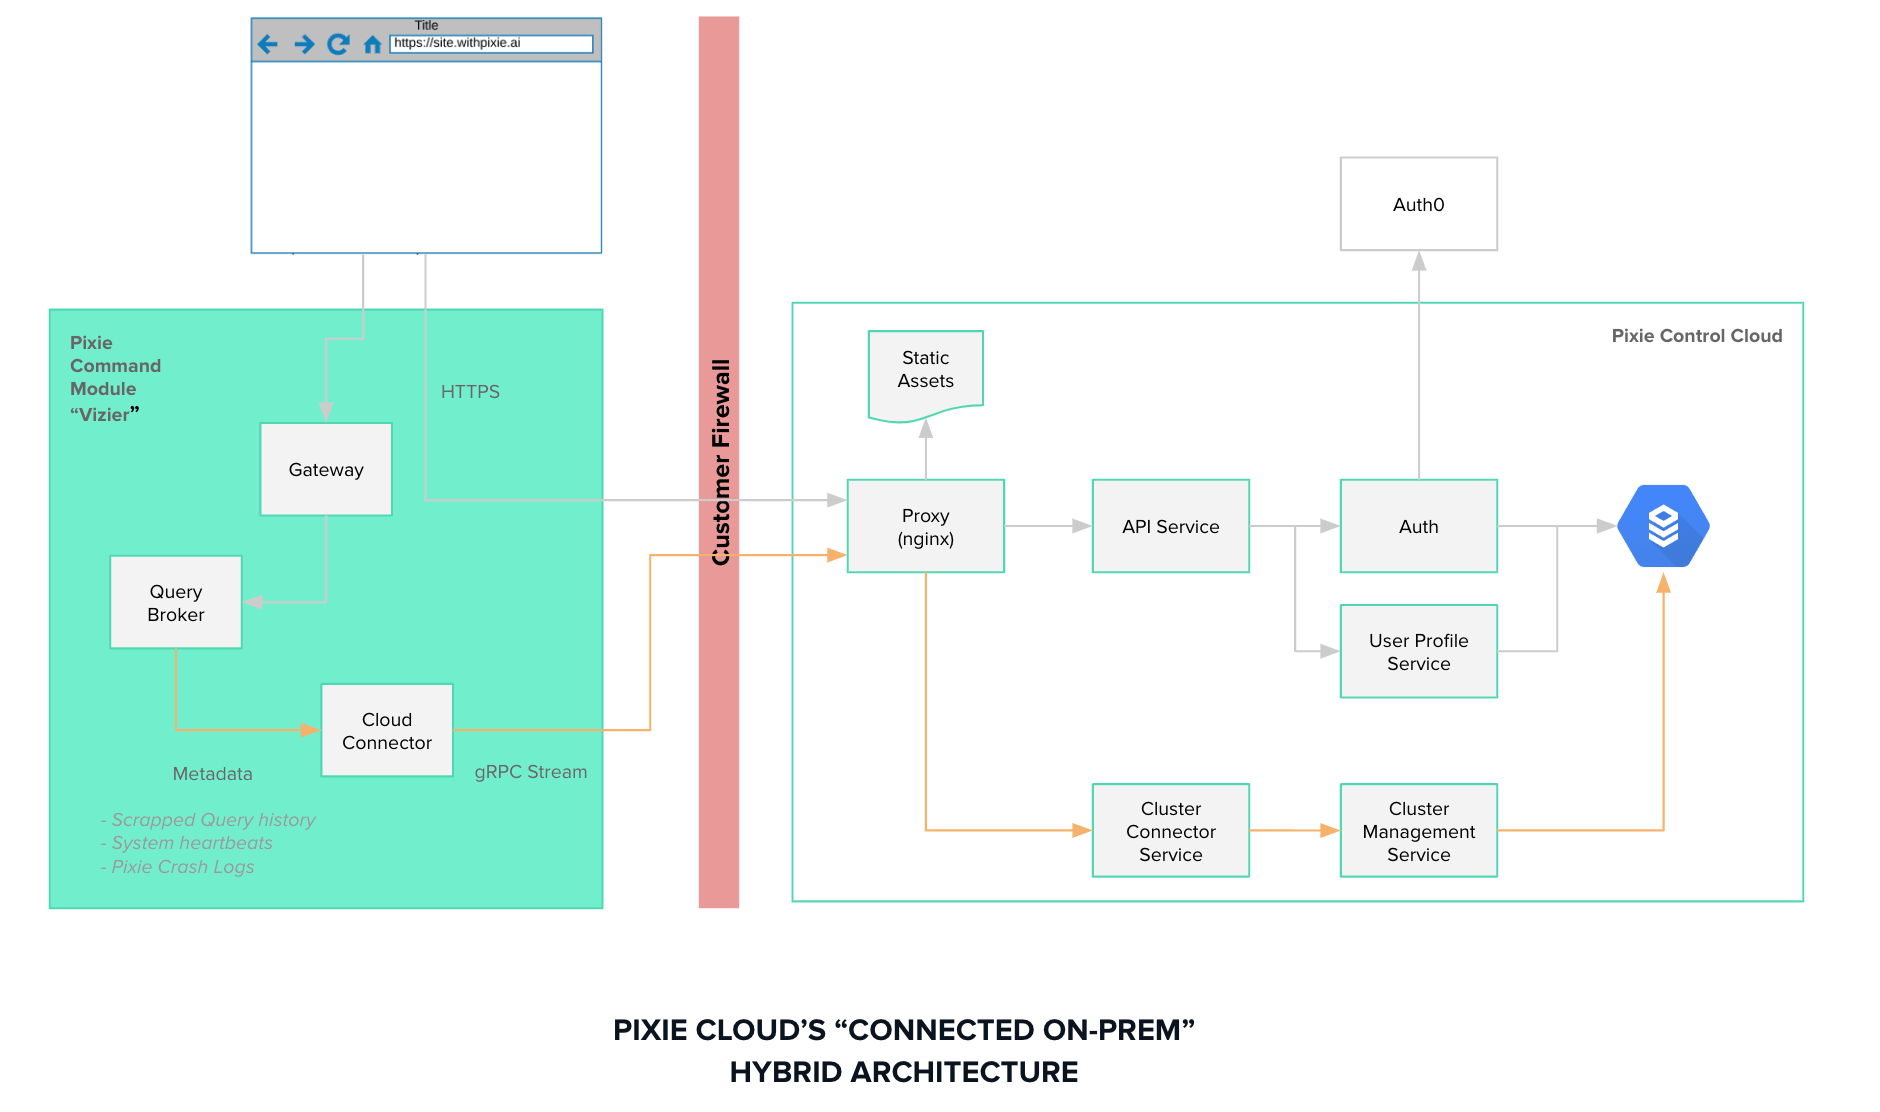 Title
https://site.withpixie.ai
Pixie
Command
Module
“Vizier”
HTTPS
Gateway
Query
Broker
Cloud
Connector
Metadata
gRPC Stream
- Scrapped Query history
- System heartbeats
- Pixie Crash Logs
Customer Firewall
Auth0
Pixie Control Cloud
Static
Assets
Proxy
(nginx)
API Service
Auth
User Profile
Service
Cluster
Connector
Service
Cluster
Management
Service
PIXIE CLOUD’S “CONNECTED ON-PREM”
HYBRID ARCHITECTURE